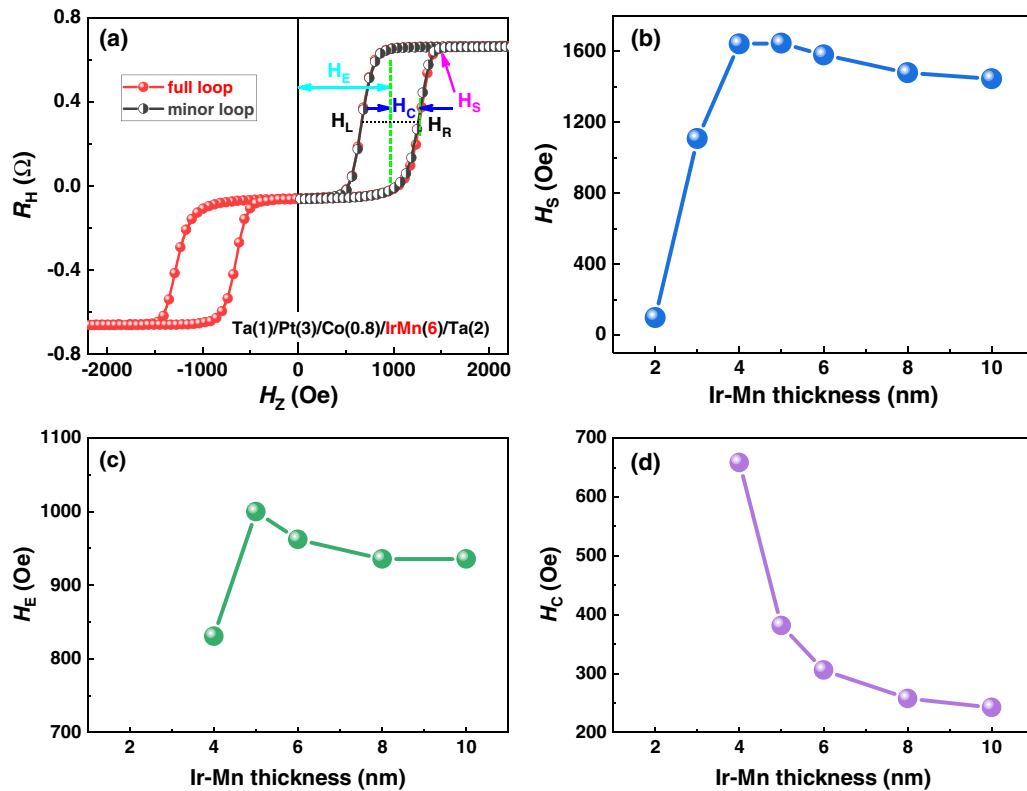 (a)
0.8
0.4
0.0
-0.4
-0.8
R_H (Ω)
full loop
minor loop
H_E
H_C
H_S
H_L
H_R
Ta(1)/Pt(3)/Co(0.8)/IrMn(6)/Ta(2)
-2000 -1000 0 1000 2000
H_Z (Oe)
(b)
1600
1200
800
400
0
H_S (Oe)
2 4 6 8 10
Ir-Mn thickness (nm)
(c)
1100
1000
900
800
700
H_E (Oe)
2 4 6 8 10
Ir-Mn thickness (nm)
(d)
700
600
500
400
300
200
H_C (Oe)
2 4 6 8 10
Ir-Mn thickness (nm)